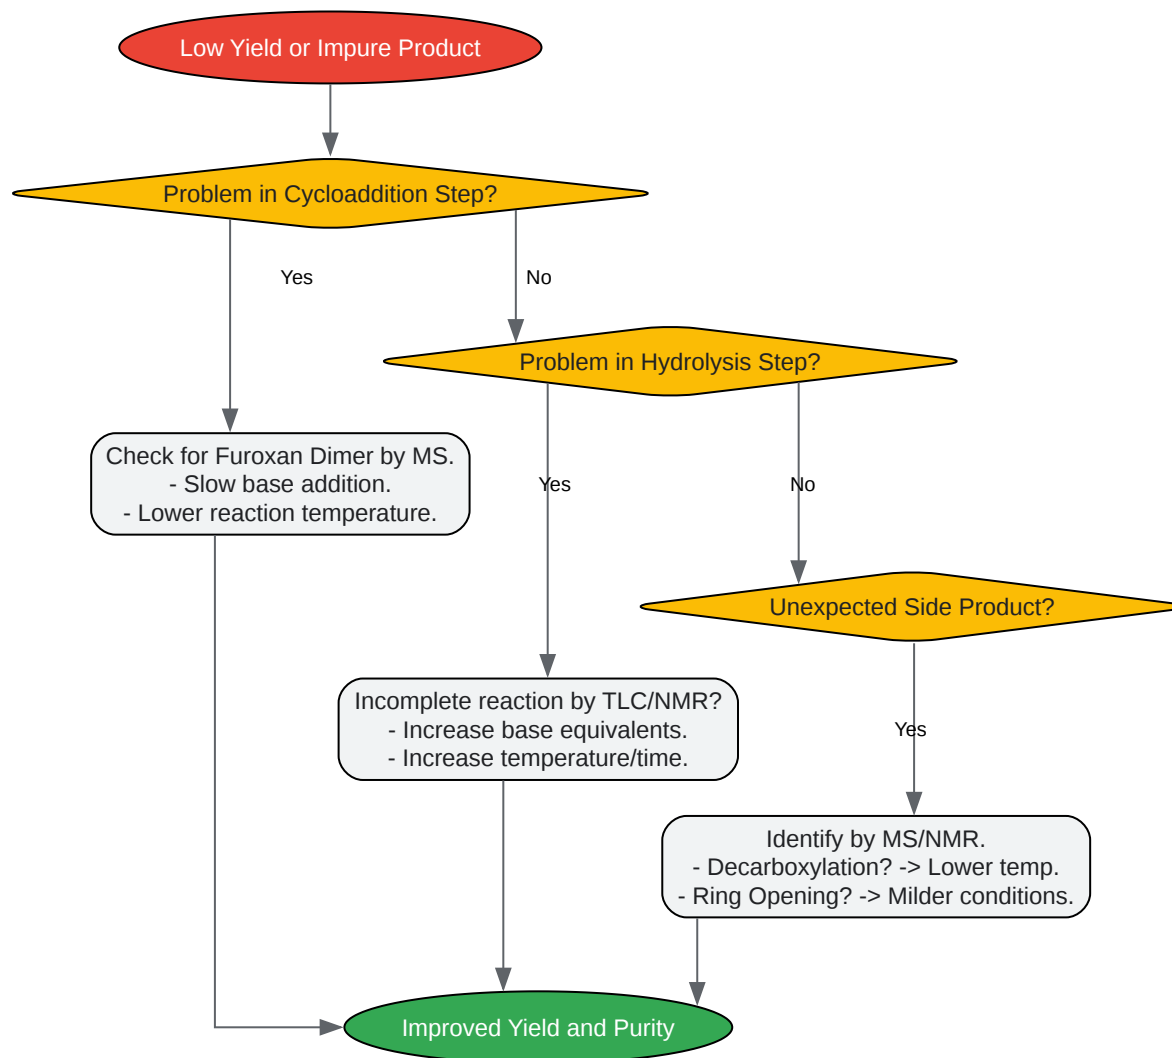 Low Yield or Impure Product
Problem in Cycloaddition Step?
Yes
No
Problem in Hydrolysis Step?
Check for Furoxan Dimer by MS.
- Slow base addition.
- Lower reaction temperature.
Yes
No
Unexpected Side Product?
Incomplete reaction by TLC/NMR?
- Increase base equivalents.
- Increase temperature/time.
Yes
Identify by MS/NMR.
- Decarboxylation? -> Lower temp.
- Ring Opening? -> Milder conditions.
Improved Yield and Purity